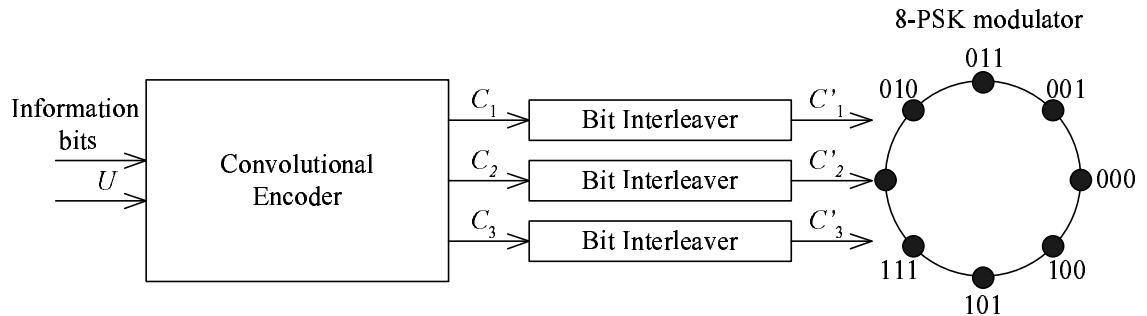 8-PSK modulator
011
010
001
000
111
100
101
Information
bits
U
Convolutional
Encoder
C1
Bit Interleaver
C'1
C2
Bit Interleaver
C'2
C3
Bit Interleaver
C'3